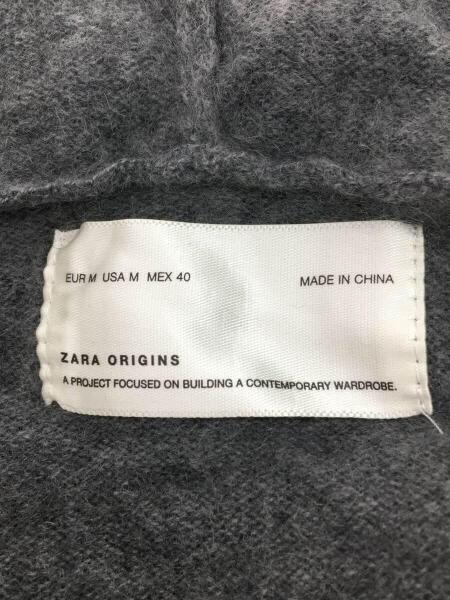 EUR M USA M MEX 40 MADE IN CHINA
ZARA ORIGINS
A PROJECT FOCUSED ON BUILDING A CONTEMPORARY WARDROBE.